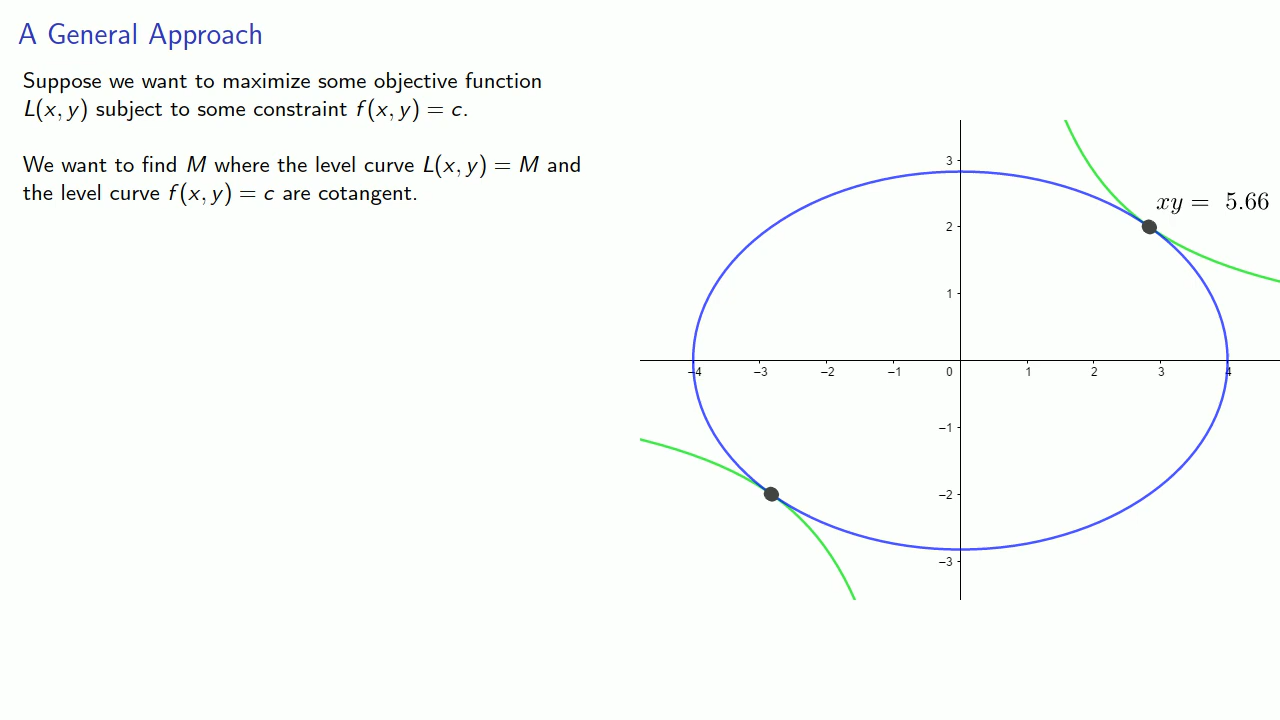 A General Approach
Suppose we want to maximize some objective function
L(x, y) subject to some constraint f(x, y) = c.
We want to find M where the level curve L(x, y) = M and
the level curve f(x, y) = c are cotangent.
xy = 5.66
3
2
1
–4 –3 –2 –1 0 1 2 3 4
–1
–2
–3